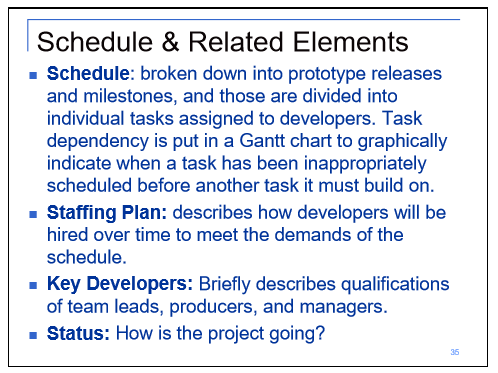 Schedule & Related Elements
Schedule: broken down into prototype releases
and milestones, and those are divided into
individual tasks assigned to developers. Task
dependency is put in a Gantt chart to graphically
indicate when a task has been inappropriately
scheduled before another task it must build on.
Staffing Plan: describes how developers will be
hired over time to meet the demands of the
schedule.
Key Developers: Briefly describes qualifications
of team leads, producers, and managers.
Status: How is the project going?
35